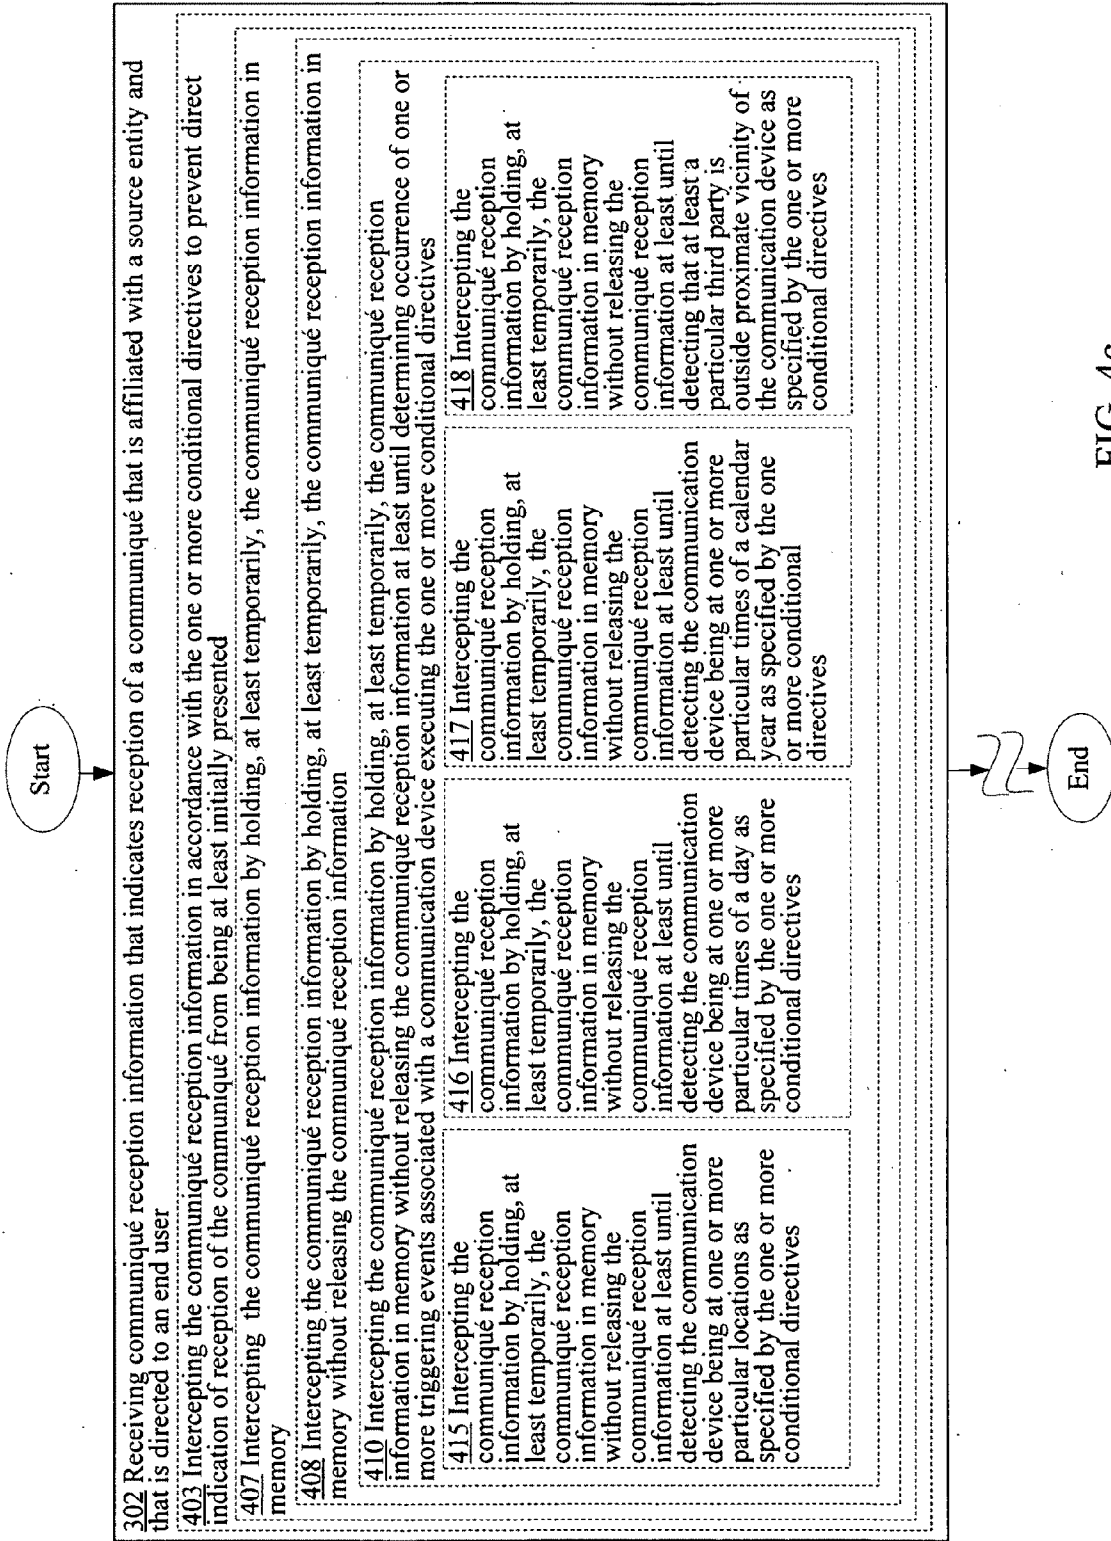 Start
302 Receiving communiqué reception information that indicates reception of a communiqué that is affiliated with a source entity and
that is directed to an end user
403 Intercepting the communiqué reception information in accordance with the one or more conditional directives to prevent direct
indication of reception of the communiqué from being at least initially presented
407 Intercepting the communiqué reception information by holding, at least temporarily, the communiqué reception information in
memory
408 Intercepting the communiqué reception information by holding, at least temporarily, the communiqué reception information in
memory without releasing the communiqué reception information
410 Intercepting the communiqué reception information by holding, at least temporarily, the communiqué reception
information in memory without releasing the communiqué reception information at least until determining occurrence of one or
more triggering events associated with a communication device executing the one or more conditional directives
415 Intercepting the
communiqué reception
information by holding, at
least temporarily, the
communiqué reception
information in memory
without releasing the
communiqué reception
information at least until
detecting the communication
device being at one or more
particular locations as
specified by the one or more
conditional directives
416 Intercepting the
communiqué reception
information by holding, at
least temporarily, the
communiqué reception
information in memory
without releasing the
communiqué reception
information at least until
detecting the communication
device being at one or more
particular times of a day as
specified by the one or more
conditional directives
417 Intercepting the
communiqué reception
information by holding, at
least temporarily, the
communiqué reception
information in memory
without releasing the
communiqué reception
information at least until
detecting the communication
device being at one or more
particular times of a calendar
year as specified by the one
or more conditional
directives
418 Intercepting the
communiqué reception
information by holding, at
least temporarily, the
communiqué reception
information in memory
without releasing the
communiqué reception
information at least until
detecting that at least a
particular third party is
outside proximate vicinity of
the communication device as
specified by the one or more
conditional directives
End